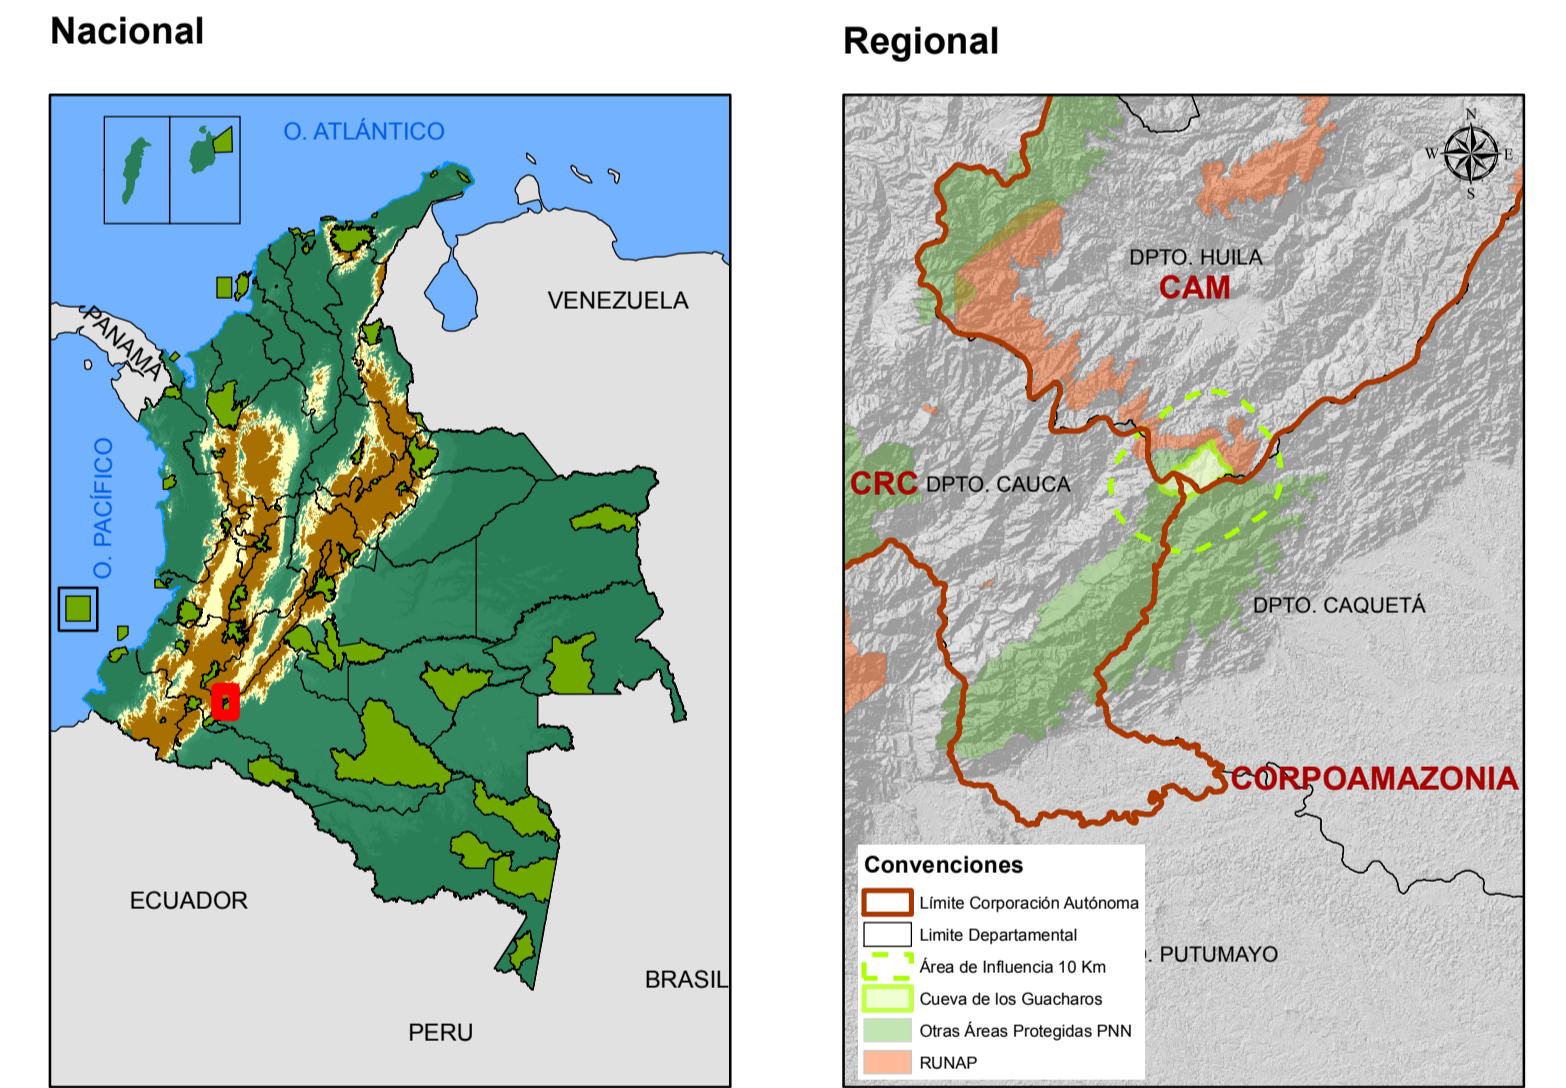 Nacional
O. ATLÁNTICO
VENEZUELA
PANAMÁ
O. PACÍFICO
ECUADOR
BRASIL
PERU
Regional
N
W E
S
DPTO. HUILA
CAM
CRC DPTO. CAUCA
DPTO. CAQUETÁ
CORPOAMAZONIA
. PUTUMAYO
Convenciones
Límite Corporación Autónoma
Limite Departamental
Área de Influencia 10 Km
Cueva de los Guacharos
Otras Áreas Protegidas PNN
RUNAP